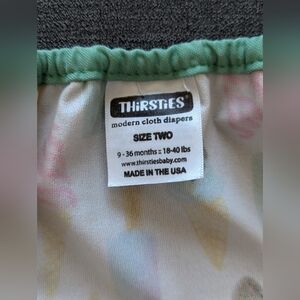 THiRSTiES
modern cloth diapers
SIZE TWO
9 - 36 months = 18-40 lbs
www.thirstiesbaby.com
MADE IN THE USA